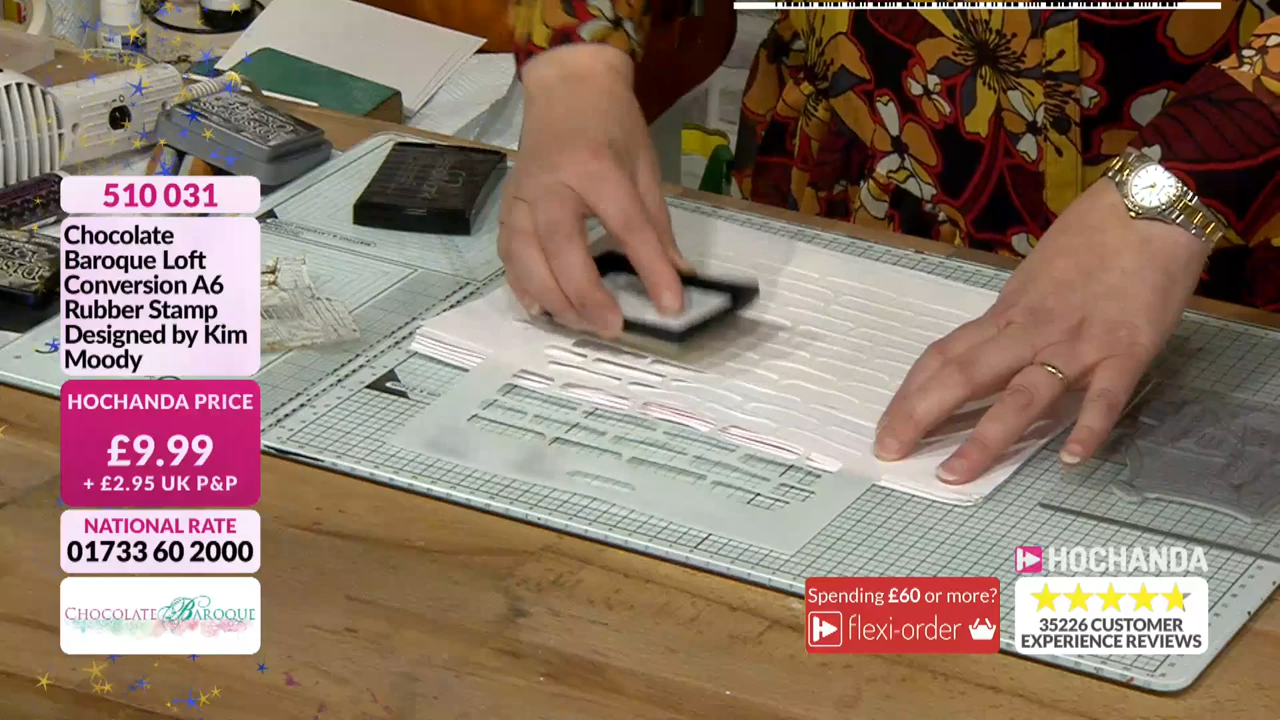 510 031
Chocolate
Baroque Loft
Conversion A6
Rubber Stamp
Designed by Kim
Moody
HOCHANDA PRICE
£9.99
+ £2.95 UK P&P
NATIONAL RATE
01733 60 2000
CHOCOLATE BAROQUE
Spending £60 or more?
flexi-order
HOCHANDA
35226 CUSTOMER
EXPERIENCE REVIEWS